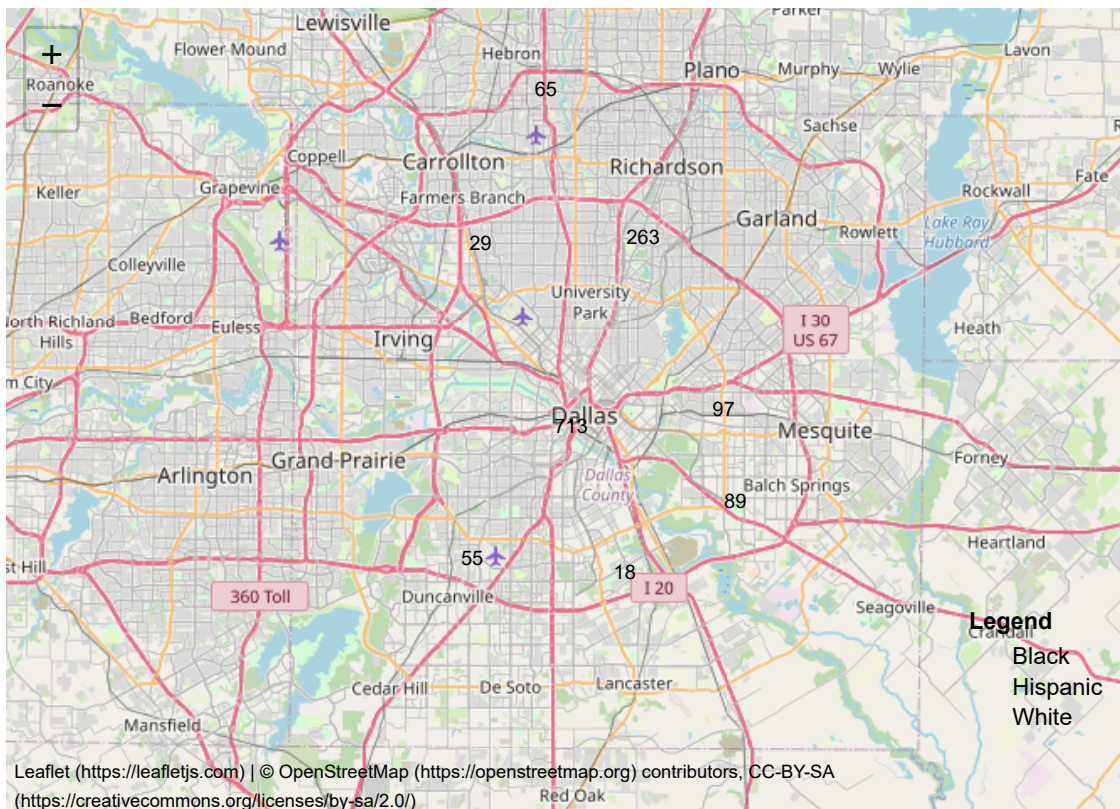 Parker
Lewisville
Flower Mound
Hebron
Lavon
+
Roanoke
Plano
Murphy
Wylie
65
−
Sachse
Coppell
Carrollton
Richardson
Fate
Keller
Grapevine
Farmers Branch
Rockwall
Garland
Rowlett
Lake Ray
Hubbard
29
263
Colleyville
University
Park
North Richland
Hills
Bedford
Euless
Irving
I 30
US 67
Heath
m City
Dallas
713
97
Mesquite
Arlington
Grand Prairie
Forney
Dallas
County
Balch Springs
89
Heartland
55
18
st Hill
360 Toll
Duncanville
I 20
Seagoville
Legend
Crandall
Black
Hispanic
White
Cedar Hill
De Soto
Lancaster
Mansfield
Leaflet (https://leafletjs.com) | © OpenStreetMap (https://openstreetmap.org) contributors, CC-BY-SA
(https://creativecommons.org/licenses/by-sa/2.0/)
Red Oak